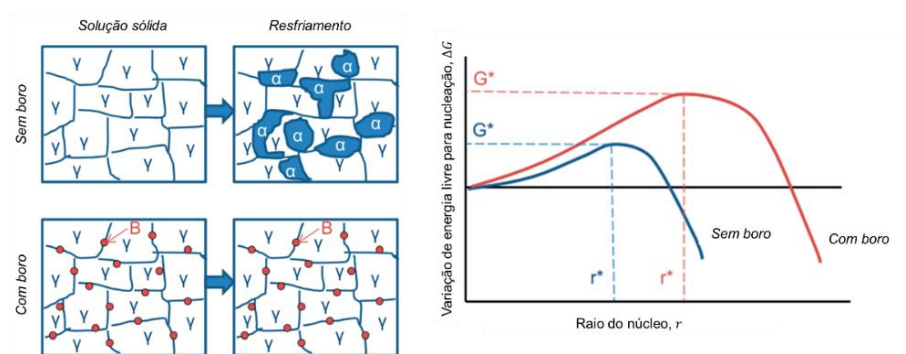 Solução sólida
Resfriamento
Sem boro
γ γ γ
γ γ γ γ
γ γ γ
γ γ
α γ α
γ γ α γ
γ α α α
γ α γ
Com boro
B
γ γ γ
γ γ γ γ
γ γ γ
γ γ
B
γ γ γ
γ γ γ γ
γ γ γ
γ γ
Variação de energia livre para nucleação, ΔG
G*
G*
Sem boro
Com boro
r*
r*
Raio do núcleo, r